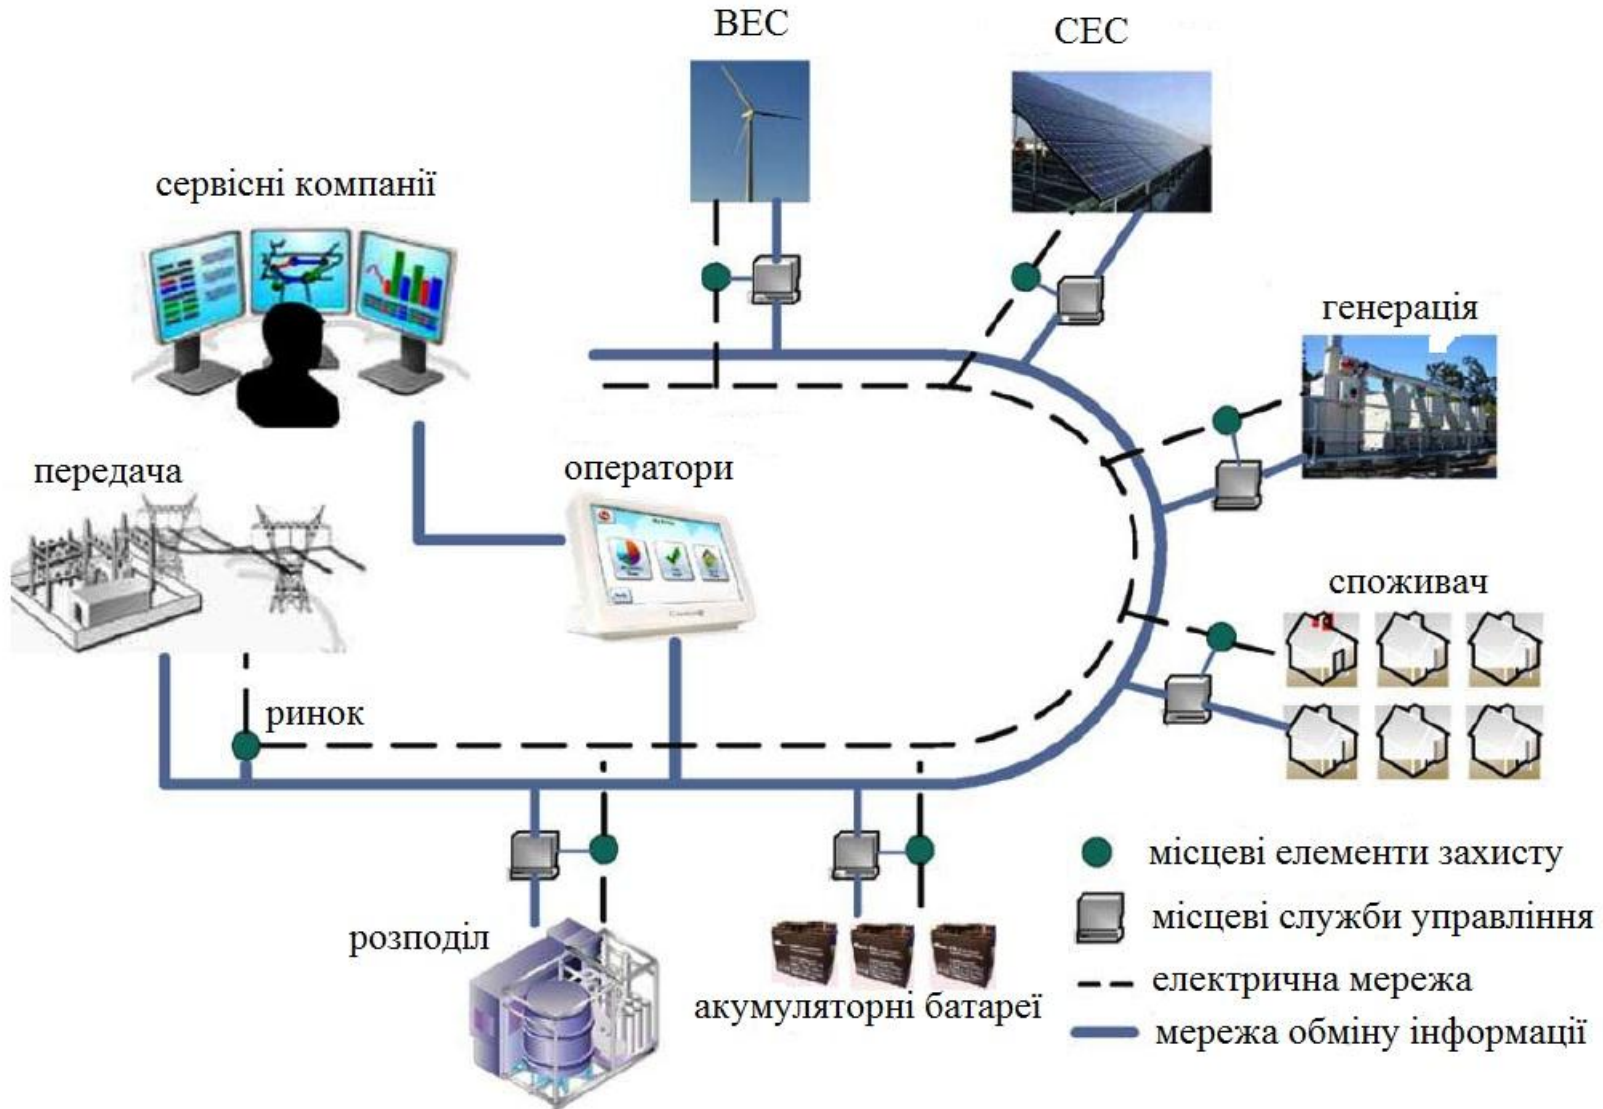 ВЕС
СЕС
сервісні компанії
генерація
передача
оператори
споживач
ринок
місцеві елементи захисту
місцеві служби управління
розподіл
електрична мережа
акумуляторні батареї
мережа обміну інформації